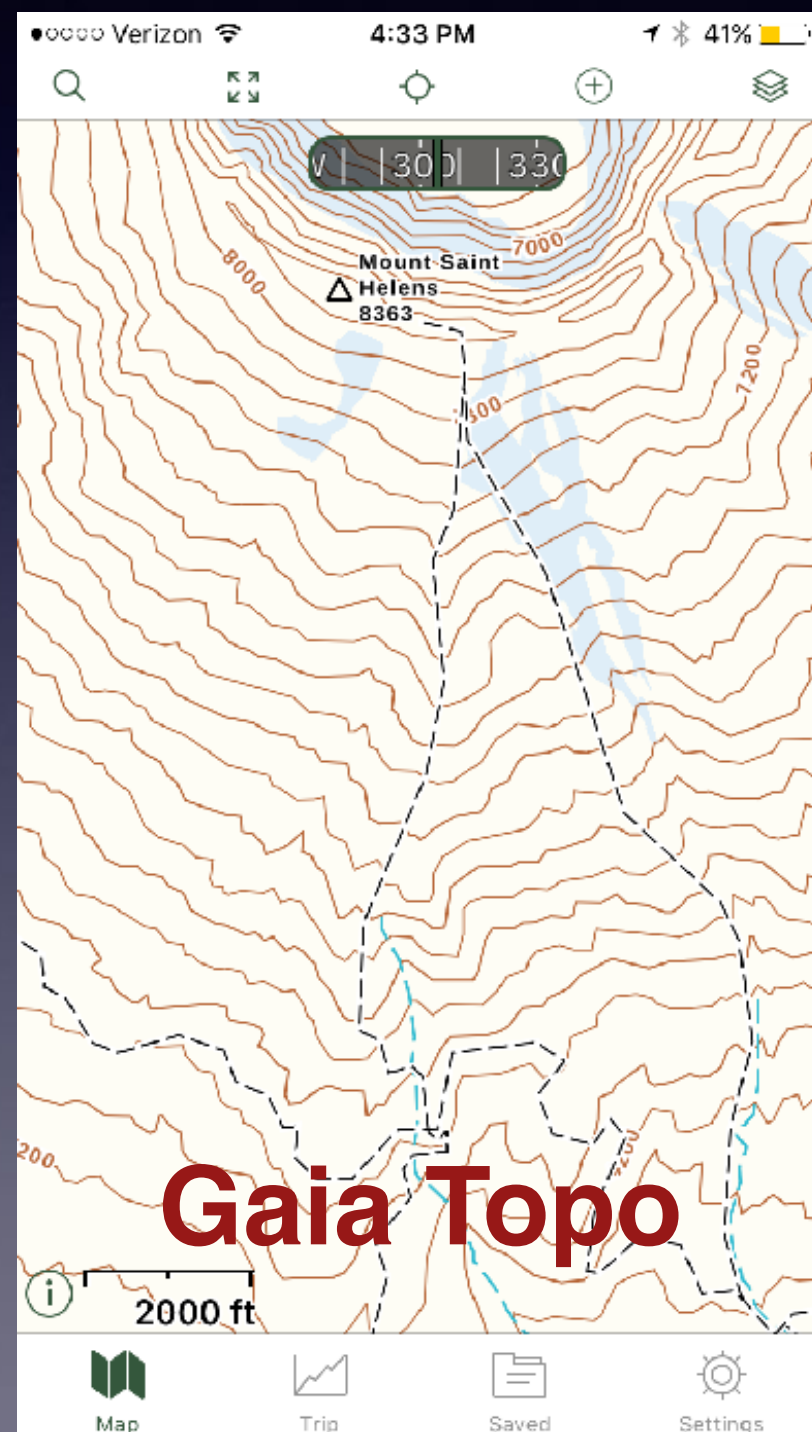 Verizon 4:33 PM 41%
300 330
7000
8000
Mount Saint
Helens
8363
7200
Gaia Topo
2000 ft
Map Trip Saved Settings